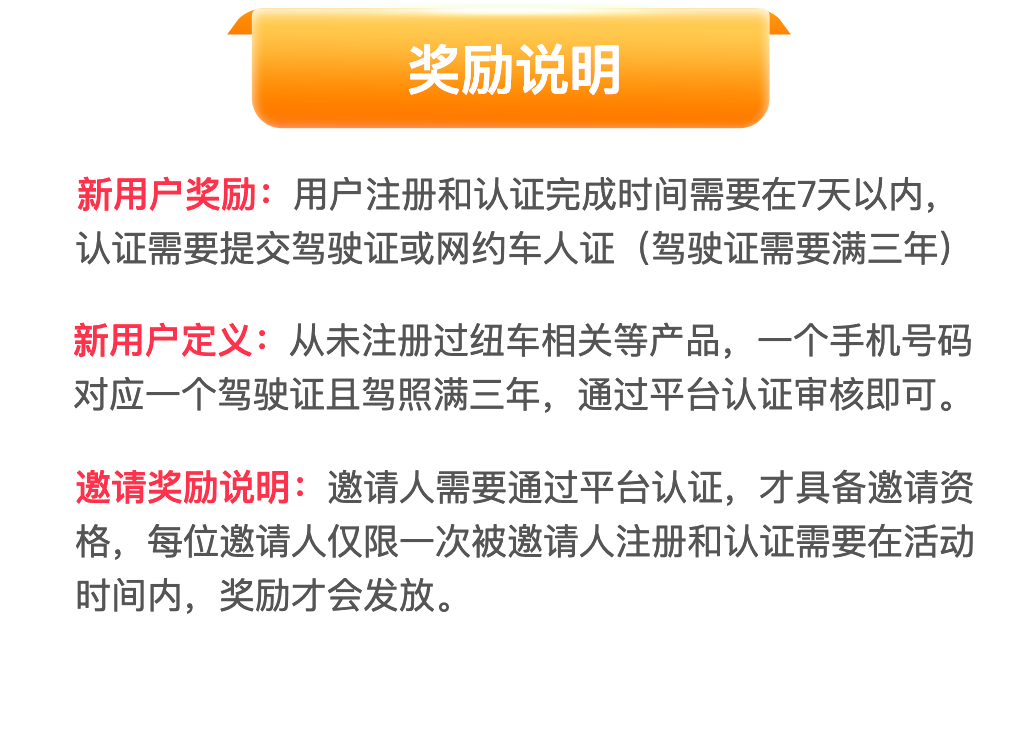 奖励说明
新用户奖励：用户注册和认证完成时间需要在7天以内，
认证需要提交驾驶证或网约车人证（驾驶证需要满三年）
新用户定义：从未注册过纽车相关等产品，一个手机号码
对应一个驾驶证且驾照满三年，通过平台认证审核即可。
邀请奖励说明：邀请人需要通过平台认证，才具备邀请资
格，每位邀请人仅限一次被邀请人注册和认证需要在活动
时间内，奖励才会发放。